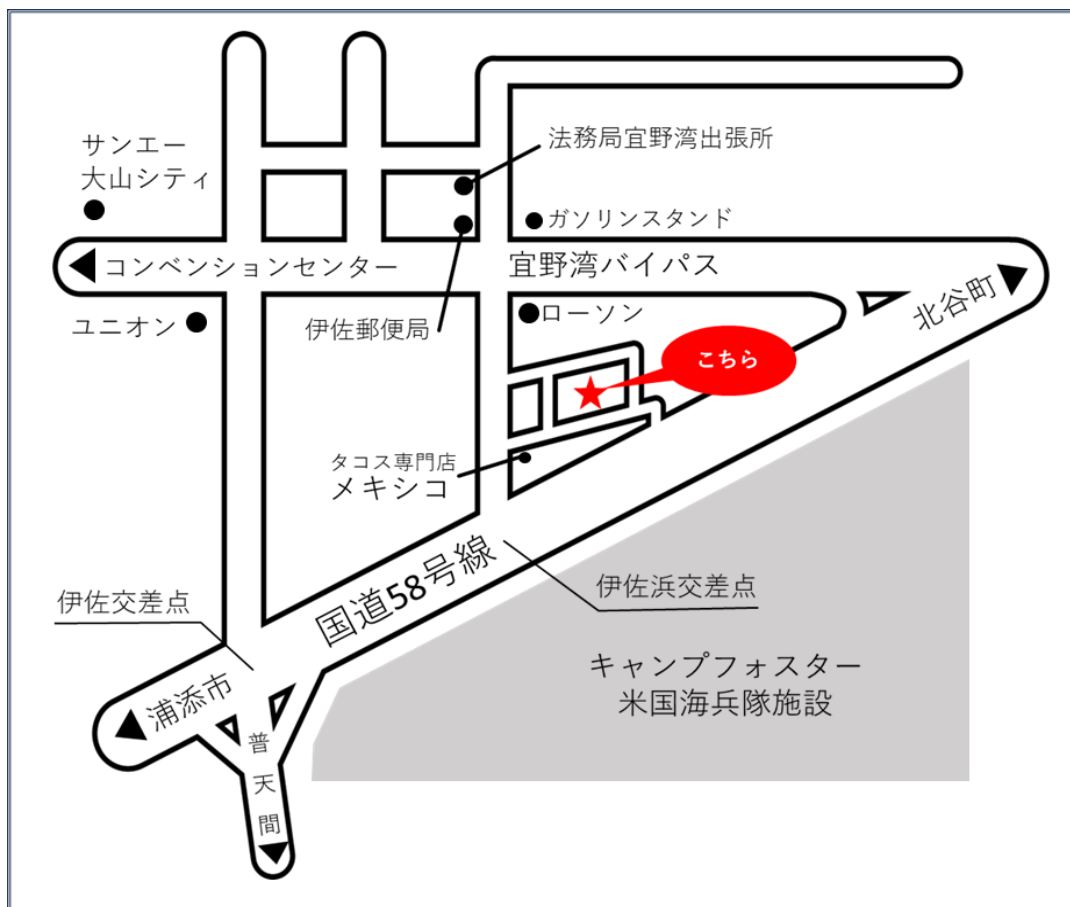 法務局宜野湾出張所
サンエー
大山シティ
ガソリンスタンド
コンベンションセンター
宜野湾バイパス
北谷町
ユニオン
伊佐郵便局
ローソン
こちら
タコス専門店
メキシコ
国道58号線
伊佐交差点
伊佐浜交差点
キャンプフォスター
米国海兵隊施設
浦添市
普天間